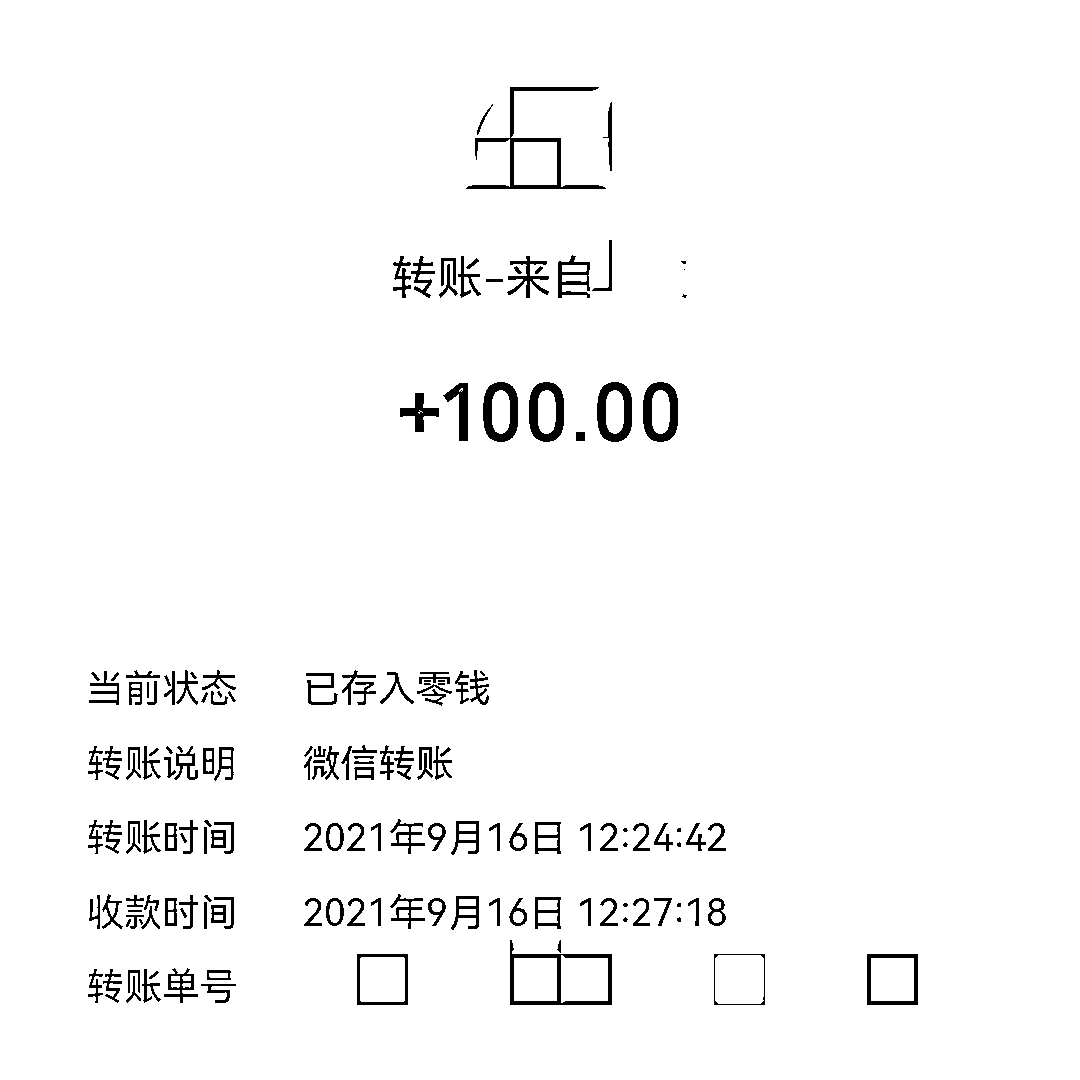 转账-来自
+100.00
当前状态 已存入零钱
转账说明 微信转账
转账时间 2021年9月16日 12:24:42
收款时间 2021年9月16日 12:27:18
转账单号